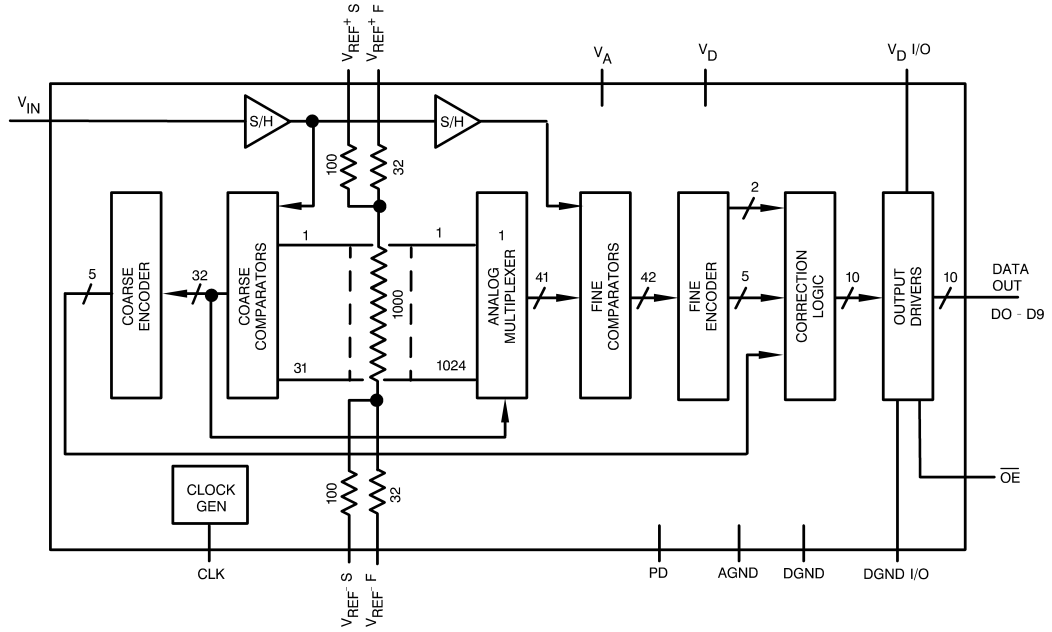 VREF+ S
VREF+ F
VA
VD
VD I/O
VIN
S/H
S/H
100
32
2
1
1
1
5
COARSE
ENCODER
32
COARSE
COMPARATORS
1000
ANALOG
MULTIPLEXER
41
FINE
COMPARATORS
42
FINE
ENCODER
5
CORRECTION
LOGIC
10
OUTPUT
DRIVERS
10
DATA
OUT
DO - D9
31
1024
CLOCK
GEN
100
32
OE
CLK
VREF- S
VREF- F
PD
AGND
DGND
DGND I/O